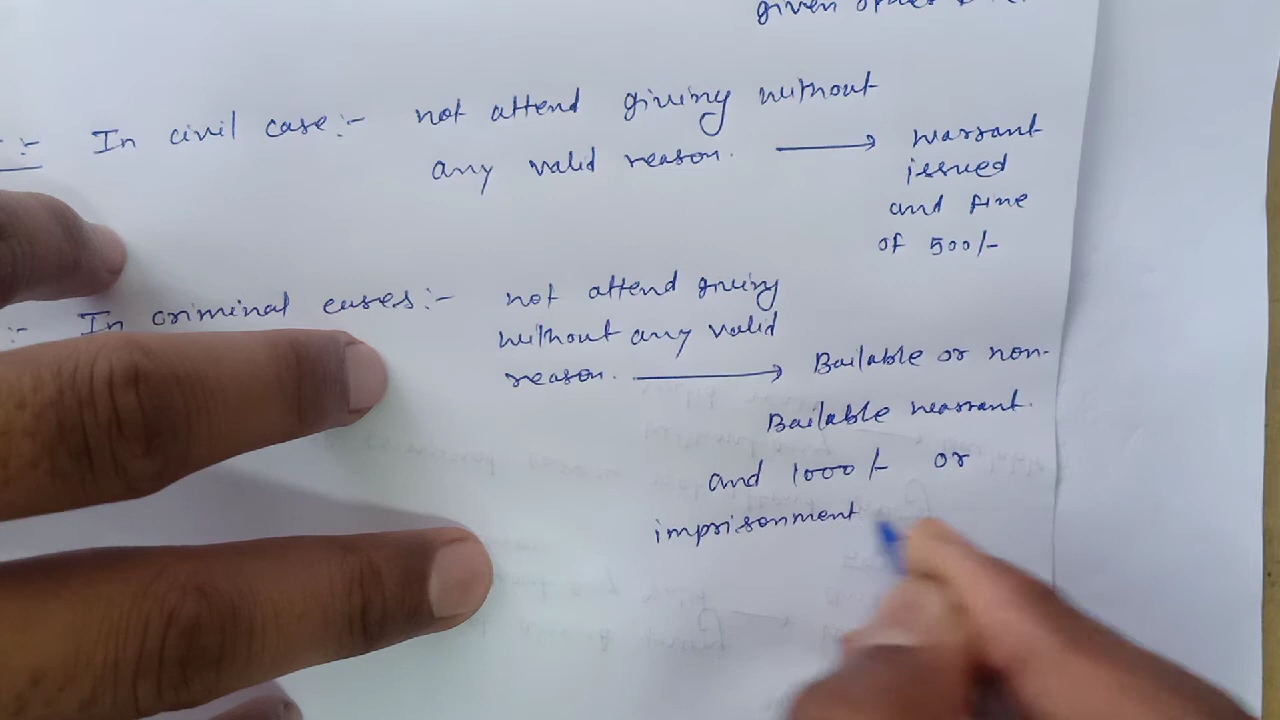 given
:- In civil case:- not attend giving without
any valid reason. → warrant
issued
and fine
of 500/-
:- In criminal cases:- not attend giving
without any valid
reason. → Bailable or non-
Bailable warrant.
and 1000/- or
imprisonment